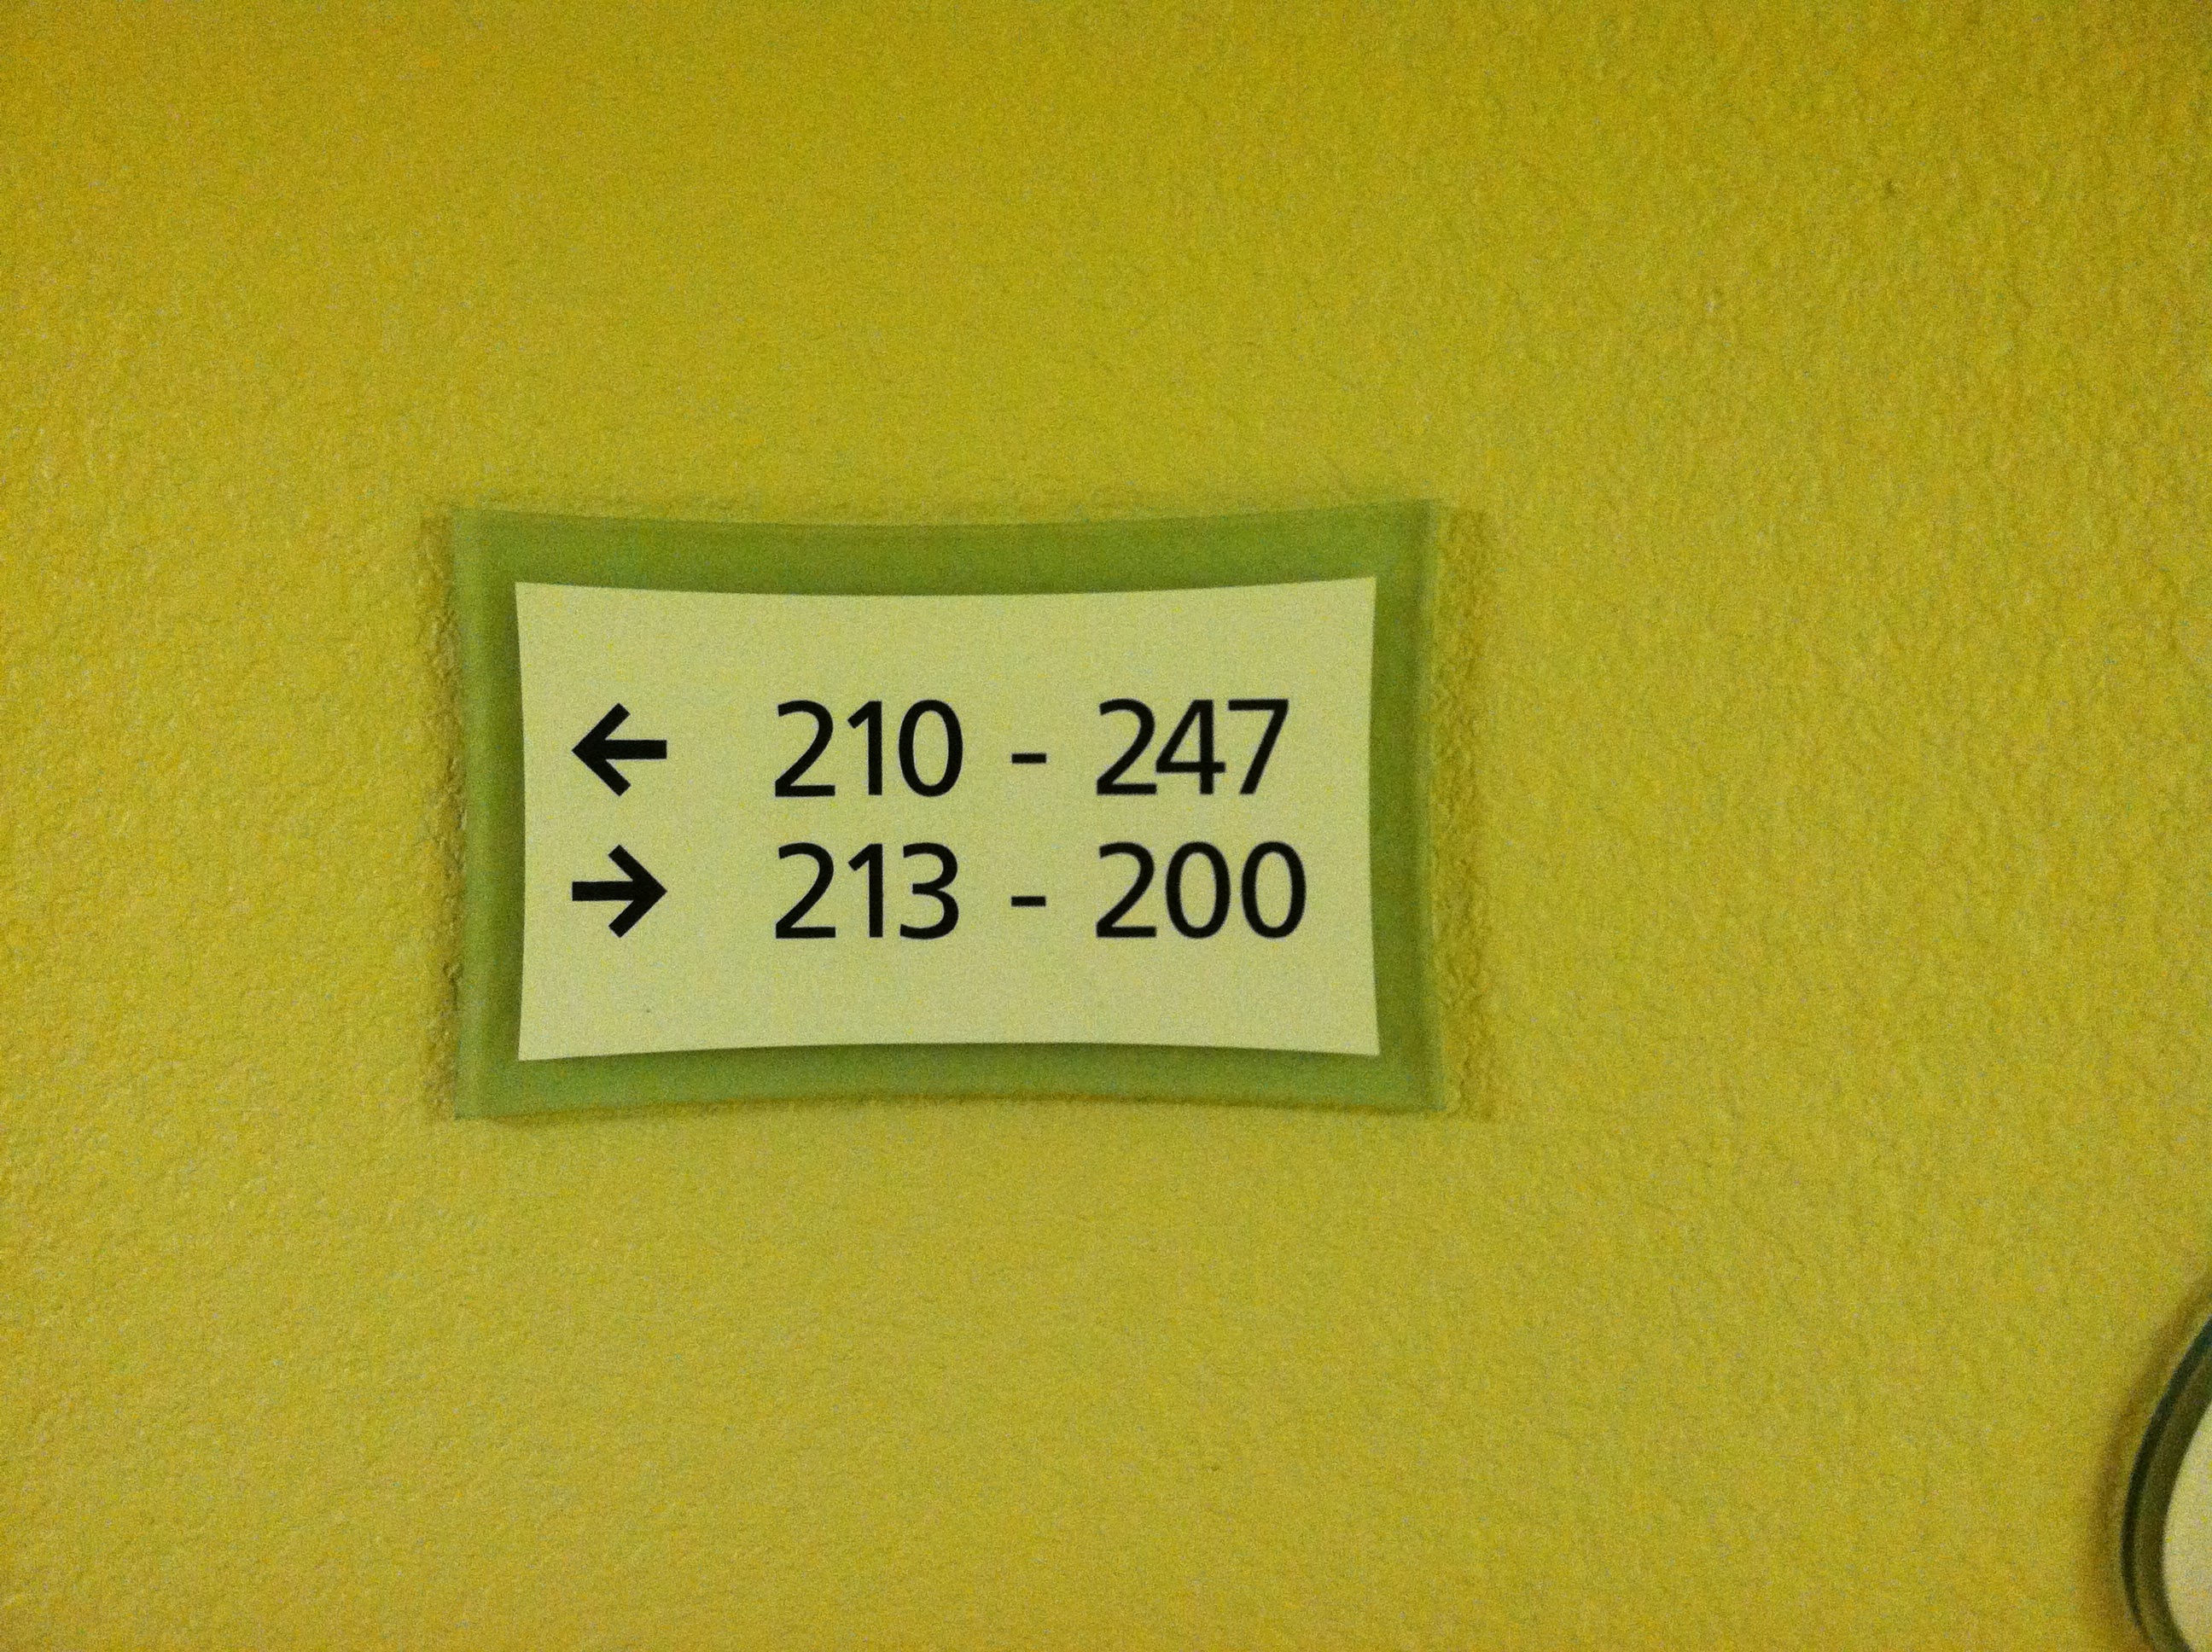 ← 210 - 247
→ 213 - 200